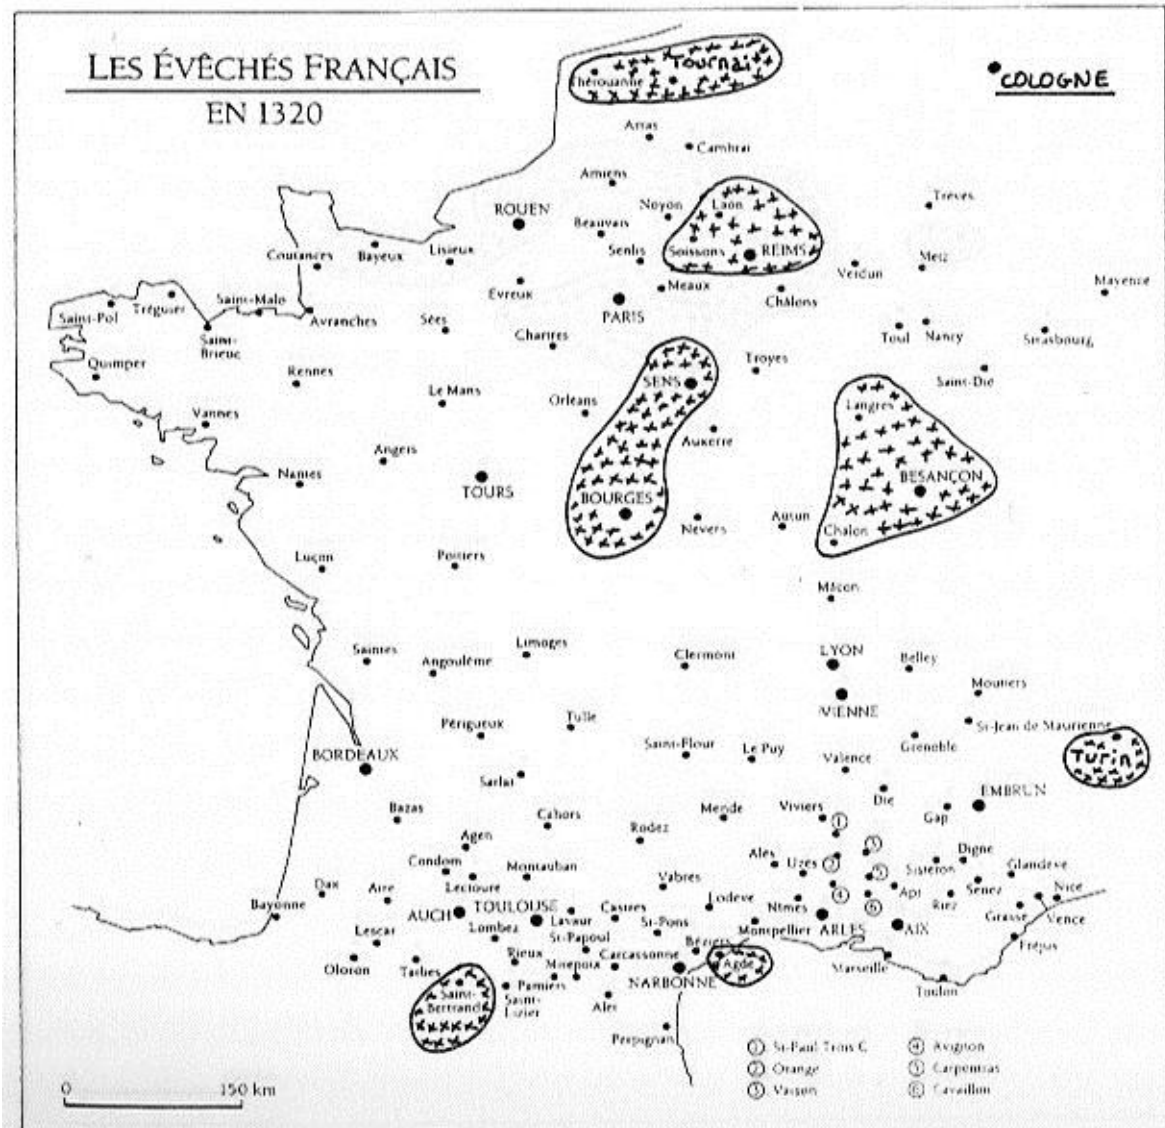 LES ÉVÊCHÉS FRANÇAIS
EN 1320
Tournai
Thérouanne
COLOGNE
Arras
Cambrai
Amiens
Noyon
Laon
Trèves
ROUEN
Beauvais
Senlis
Soissons
REIMS
Coutances
Bayeux
Lisieux
Verdun
Metz
Mayence
Evreux
Meaux
Châlons
Saint-Pol
Tréguier
Saint-Malo
Avranches
Sées
PARIS
Chartres
Toul
Nancy
Strasbourg
Saint-
Brieuc
Quimper
Rennes
Troyes
Saint-Dié
SENS
Le Mans
Orléans
Langres
Vannes
Auxerre
Angers
BESANÇON
Nantes
TOURS
BOURGES
Nevers
Autun
Chalon
Luçon
Poitiers
Mâcon
Saintes
Angoulême
Limoges
Clermont
LYON
Belley
Moutiers
VIENNE
Périgueux
Tulle
St-Jean de Maurienne
BORDEAUX
Saint-Flour
Le Puy
Grenoble
Valence
Turin
Sarlat
Die
EMBRUN
Bazas
Cahors
Mende
Viviers
Gap
1
Agen
Rodez
Alès
Uzès
2
3
Digne
Sisteron
Glandève
Condom
Montauban
Lectoure
Vabres
5
Apt
Senez
Nice
Dax
Aire
Lodève
Nîmes
4
6
Riez
Grasse
Vence
Bayonne
AUCH
TOULOUSE
Castres
Lavaur
St-Pons
Montpellier
ARLES
AIX
Fréjus
Lescar
Lombez
St-Papoul
Béziers
Oloron
Tarbes
Rieux
Mirepoix
Carcassonne
Agde
Marseille
NARBONNE
Toulon
Saint-
Bertrand
Saint-
Lizier
Pamiers
Alet
Perpignan
St-Paul Trois C
2 Orange
3 Vaison
4 Avignon
5 Carpentras
6 Cavaillon
0 150 km